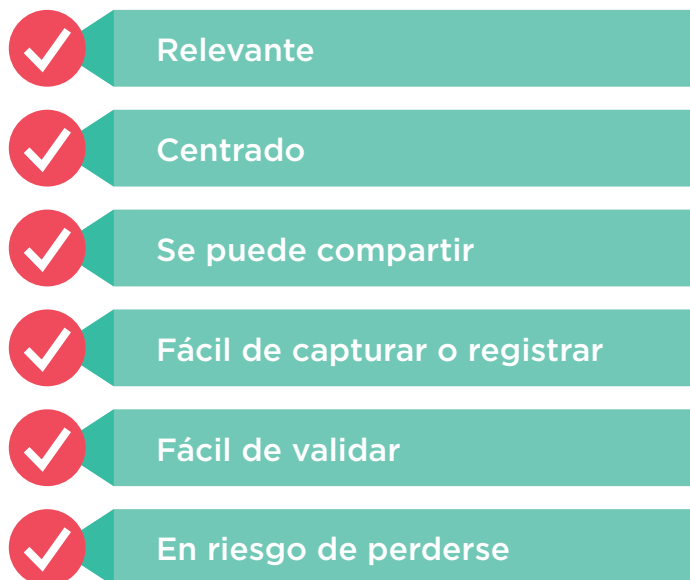 Relevante
Centrado
Se puede compartir
Fácil de capturar o registrar
Fácil de validar
En riesgo de perderse